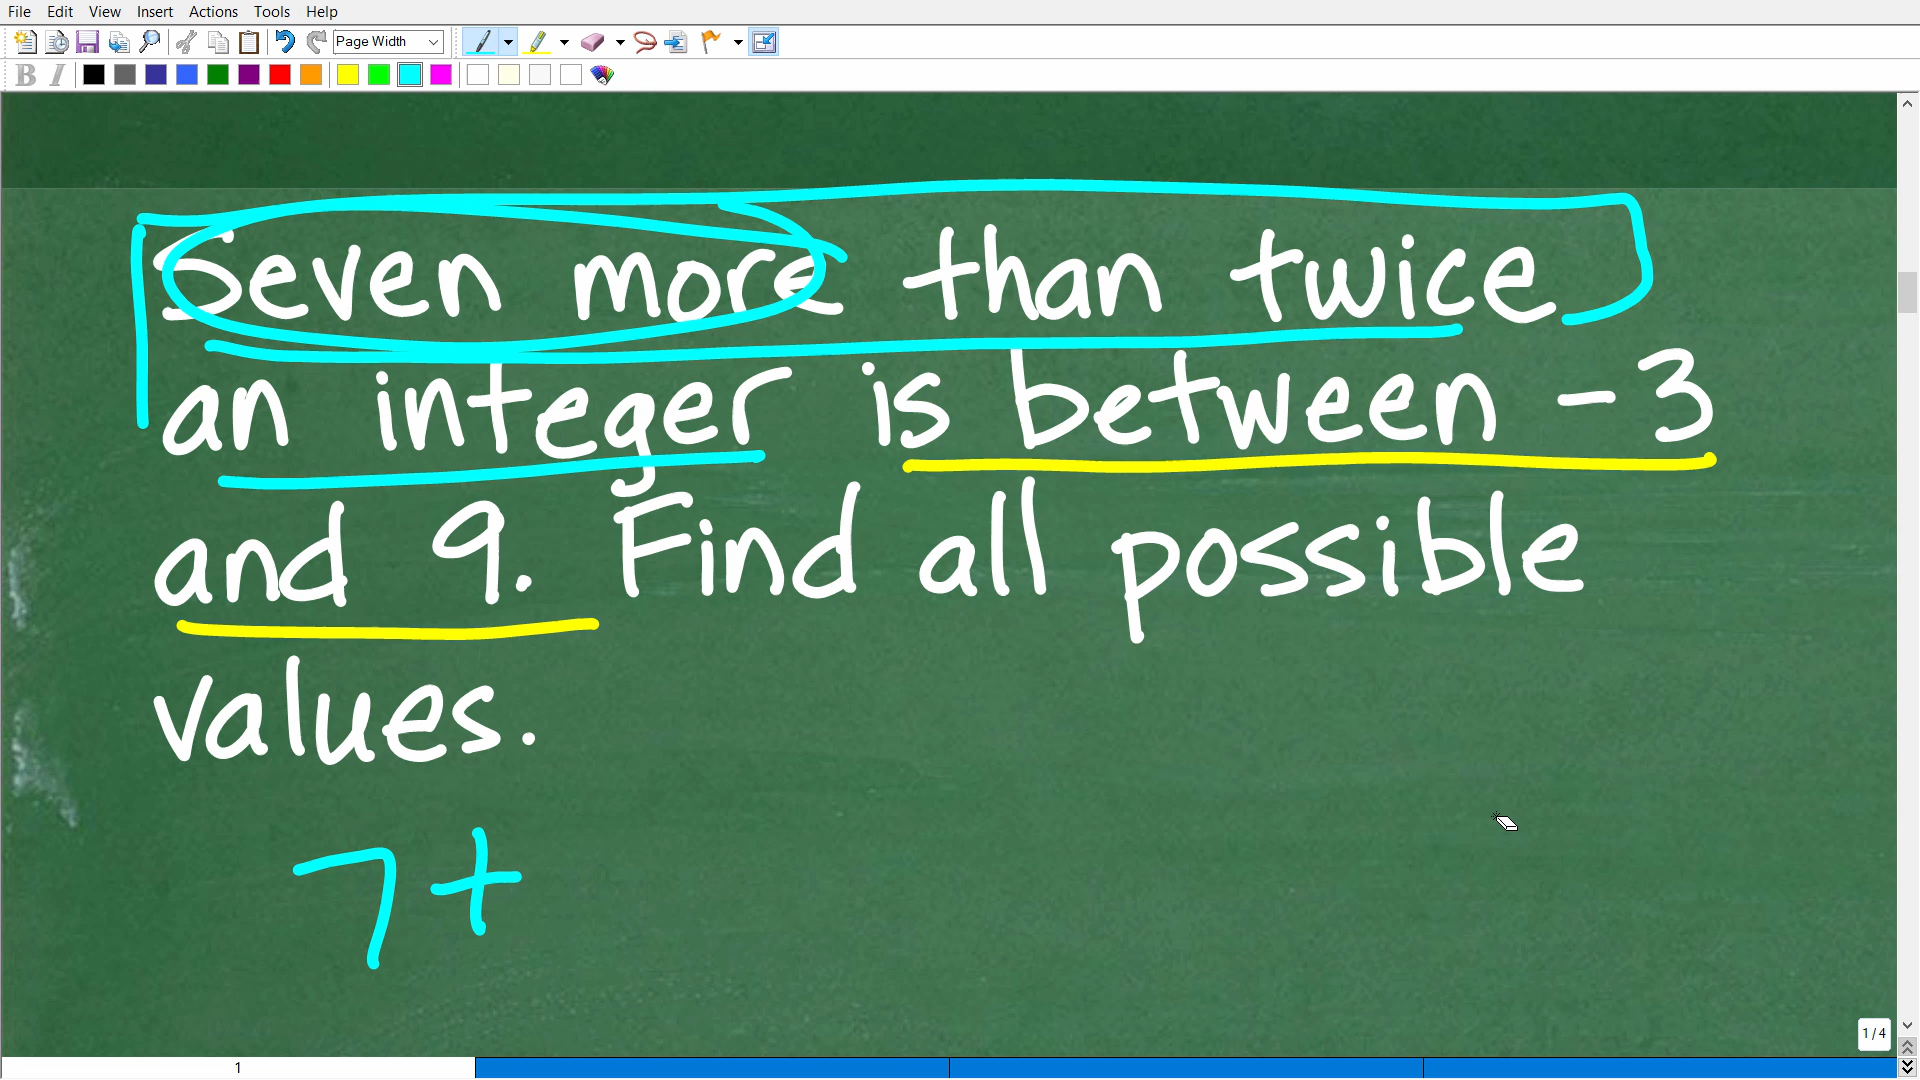 File Edit View Insert Actions Tools Help
Page Width
B I
Seven more than twice
an integer is between -3
and 9. Find all possible
values.
7+
1/4
1